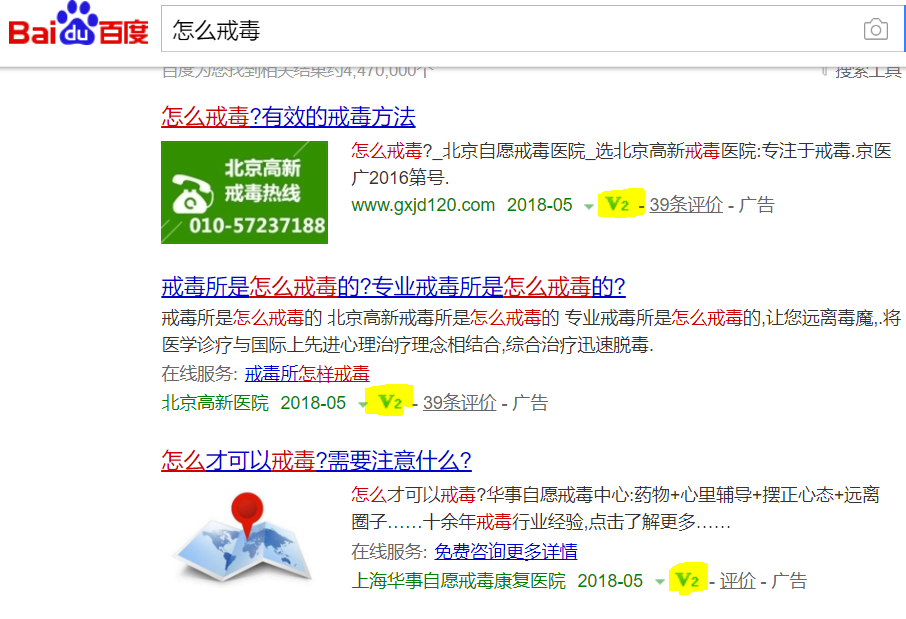 Bai du 百度
怎么戒毒
百度为您找到相关结果约4,470,000个
搜索工具
怎么戒毒?有效的戒毒方法
北京高新
戒毒热线
010-57237188
怎么戒毒?_北京自愿戒毒医院_选北京高新戒毒医院:专注于戒毒.京医
广2016第号.
www.gxjd120.com 2018-05 V2 - 39条评价 - 广告
戒毒所是怎么戒毒的?专业戒毒所是怎么戒毒的?
戒毒所是怎么戒毒的 北京高新戒毒所是怎么戒毒的 专业戒毒所是怎么戒毒的,让您远离毒魔,.将
医学诊疗与国际上先进心理治疗理念相结合,综合治疗迅速脱毒.
在线服务: 戒毒所怎样戒毒
北京高新医院 2018-05 V2 - 39条评价 - 广告
怎么才可以戒毒?需要注意什么?
怎么才可以戒毒?华事自愿戒毒中心:药物+心里辅导+摆正心态+远离
圈子……十余年戒毒行业经验,点击了解更多……
在线服务: 免费咨询更多详情
上海华事自愿戒毒康复医院 2018-05 V2 - 评价 - 广告